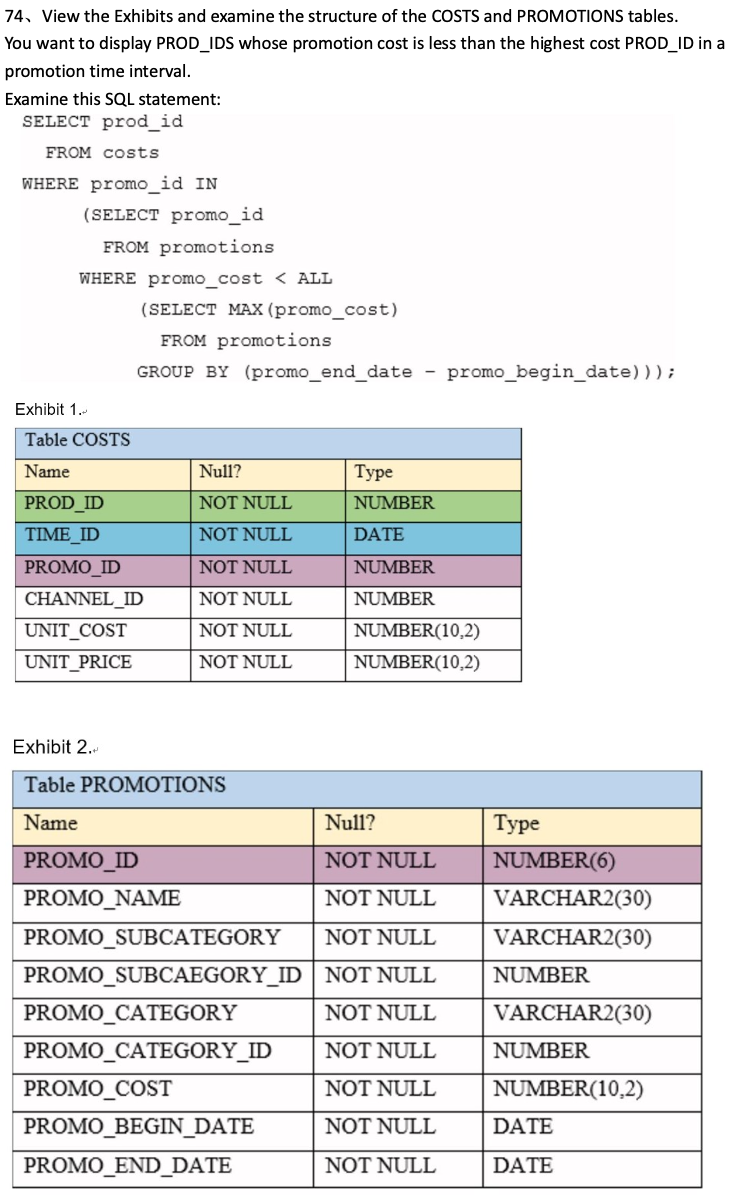 74、View the Exhibits and examine the structure of the COSTS and PROMOTIONS tables.
You want to display PROD_IDS whose promotion cost is less than the highest cost PROD_ID in a
promotion time interval.
Examine this SQL statement:
SELECT prod_id
FROM costs
WHERE promo_id IN
(SELECT promo_id
FROM promotions
WHERE promo_cost < ALL
(SELECT MAX(promo_cost)
FROM promotions
GROUP BY (promo_end_date - promo_begin_date)));
Exhibit 1.
Table COSTS
Name Null? Type
PROD_ID NOT NULL NUMBER
TIME_ID NOT NULL DATE
PROMO_ID NOT NULL NUMBER
CHANNEL_ID NOT NULL NUMBER
UNIT_COST NOT NULL NUMBER(10,2)
UNIT_PRICE NOT NULL NUMBER(10,2)
Exhibit 2.
Table PROMOTIONS
Name Null? Type
PROMO_ID NOT NULL NUMBER(6)
PROMO_NAME NOT NULL VARCHAR2(30)
PROMO_SUBCATEGORY NOT NULL VARCHAR2(30)
PROMO_SUBCAEGORY_ID NOT NULL NUMBER
PROMO_CATEGORY NOT NULL VARCHAR2(30)
PROMO_CATEGORY_ID NOT NULL NUMBER
PROMO_COST NOT NULL NUMBER(10,2)
PROMO_BEGIN_DATE NOT NULL DATE
PROMO_END_DATE NOT NULL DATE